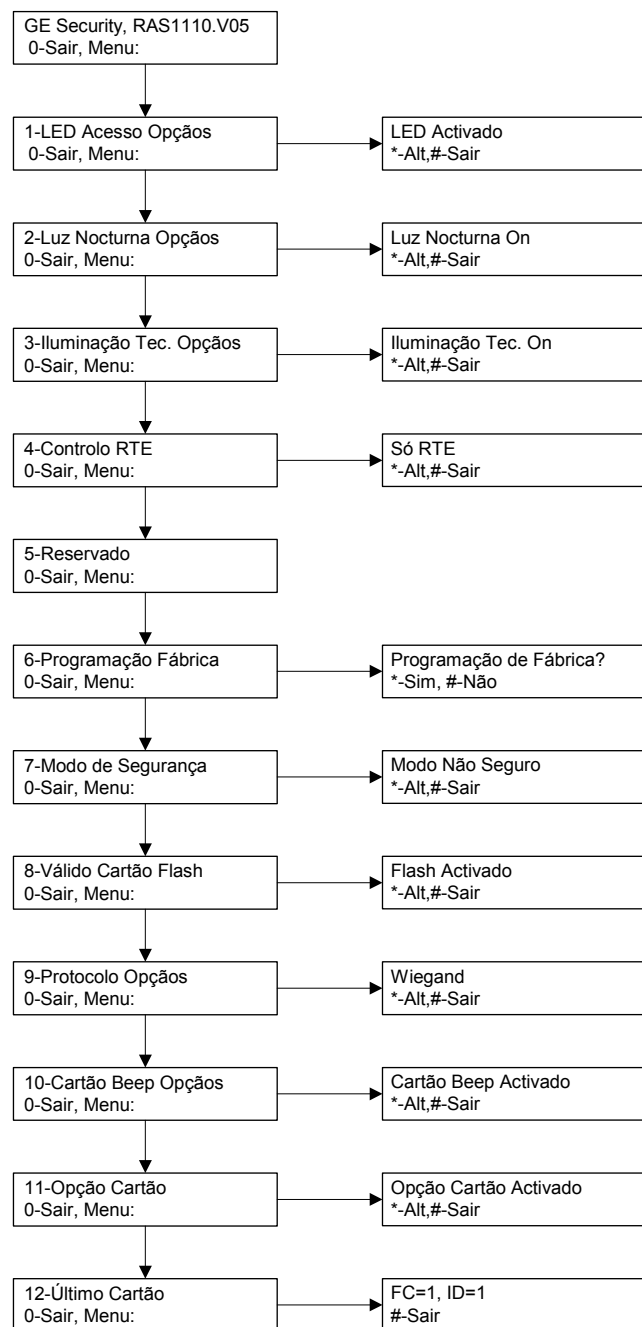 GE Security, RAS1110.V05
0-Sair, Menu:
1-LED Acesso Opçãos
0-Sair, Menu:
LED Activado
*-Alt,#-Sair
2-Luz Nocturna Opçãos
0-Sair, Menu:
Luz Nocturna On
*-Alt,#-Sair
3-Iluminação Tec. Opçãos
0-Sair, Menu:
Iluminação Tec. On
*-Alt,#-Sair
4-Controlo RTE
0-Sair, Menu:
Só RTE
*-Alt,#-Sair
5-Reservado
0-Sair, Menu:
6-Programação Fábrica
0-Sair, Menu:
Programação de Fábrica?
*-Sim, #-Não
7-Modo de Segurança
0-Sair, Menu:
Modo Não Seguro
*-Alt,#-Sair
8-Válido Cartão Flash
0-Sair, Menu:
Flash Activado
*-Alt,#-Sair
9-Protocolo Opçãos
0-Sair, Menu:
Wiegand
*-Alt,#-Sair
10-Cartão Beep Opçãos
0-Sair, Menu:
Cartão Beep Activado
*-Alt,#-Sair
11-Opção Cartão
0-Sair, Menu:
Opção Cartão Activado
*-Alt,#-Sair
12-Último Cartão
0-Sair, Menu:
FC=1, ID=1
#-Sair